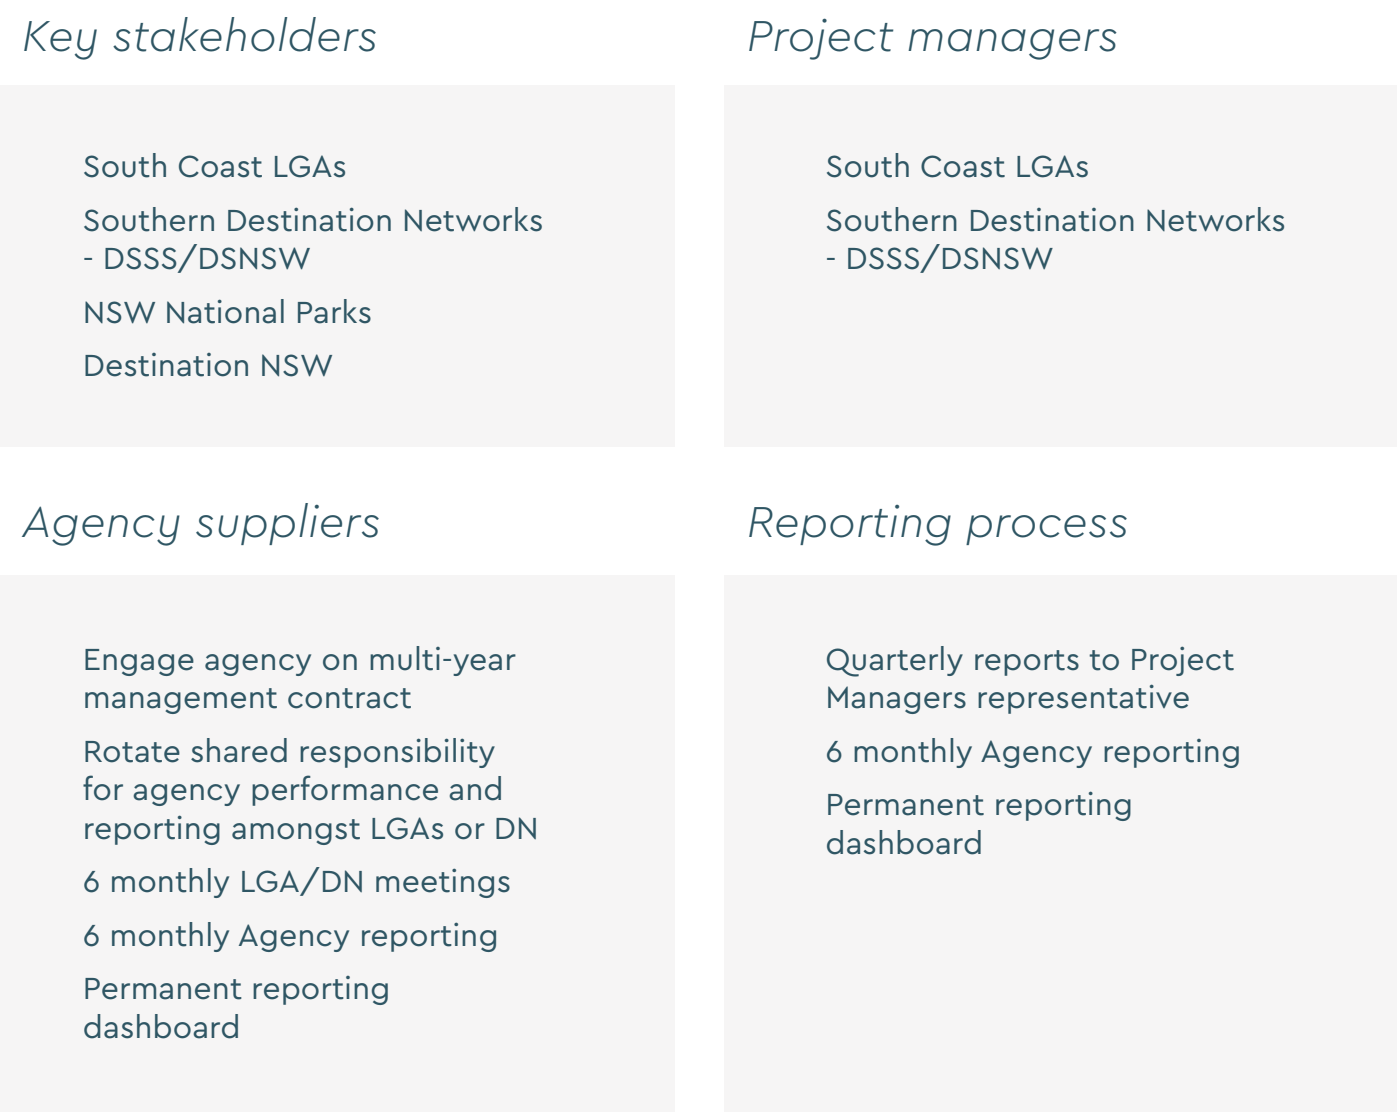 Key stakeholders
South Coast LGAs
Southern Destination Networks
- DSSS/DSNSW
NSW National Parks
Destination NSW
Project managers
South Coast LGAs
Southern Destination Networks
- DSSS/DSNSW
Agency suppliers
Engage agency on multi-year
management contract
Rotate shared responsibility
for agency performance and
reporting amongst LGAs or DN
6 monthly LGA/DN meetings
6 monthly Agency reporting
Permanent reporting
dashboard
Reporting process
Quarterly reports to Project
Managers representative
6 monthly Agency reporting
Permanent reporting
dashboard